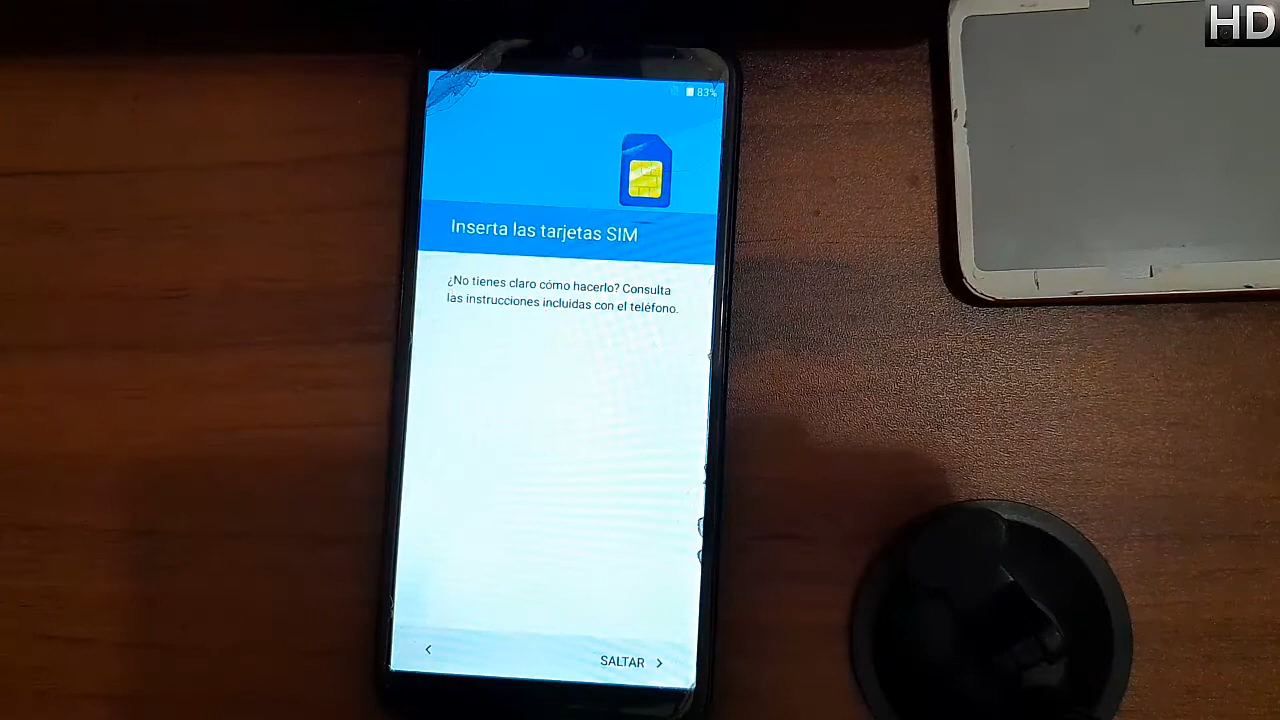 HD
83%
Inserta las tarjetas SIM
¿No tienes claro cómo hacerlo? Consulta
las instrucciones incluidas con el teléfono.
SALTAR